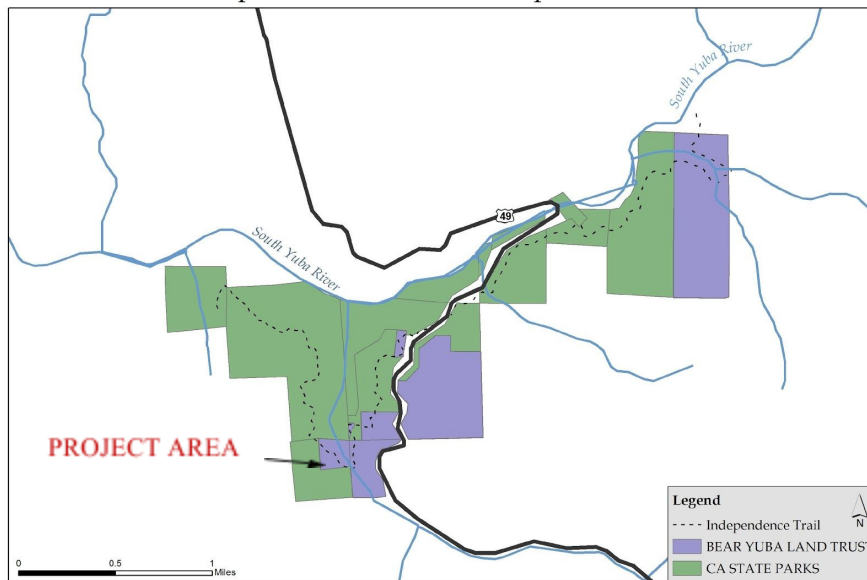 South Yuba River
49
South Yuba River
PROJECT AREA
Legend
Independence Trail
BEAR YUBA LAND TRUST
CA STATE PARKS
N
0 0.5 1
Miles